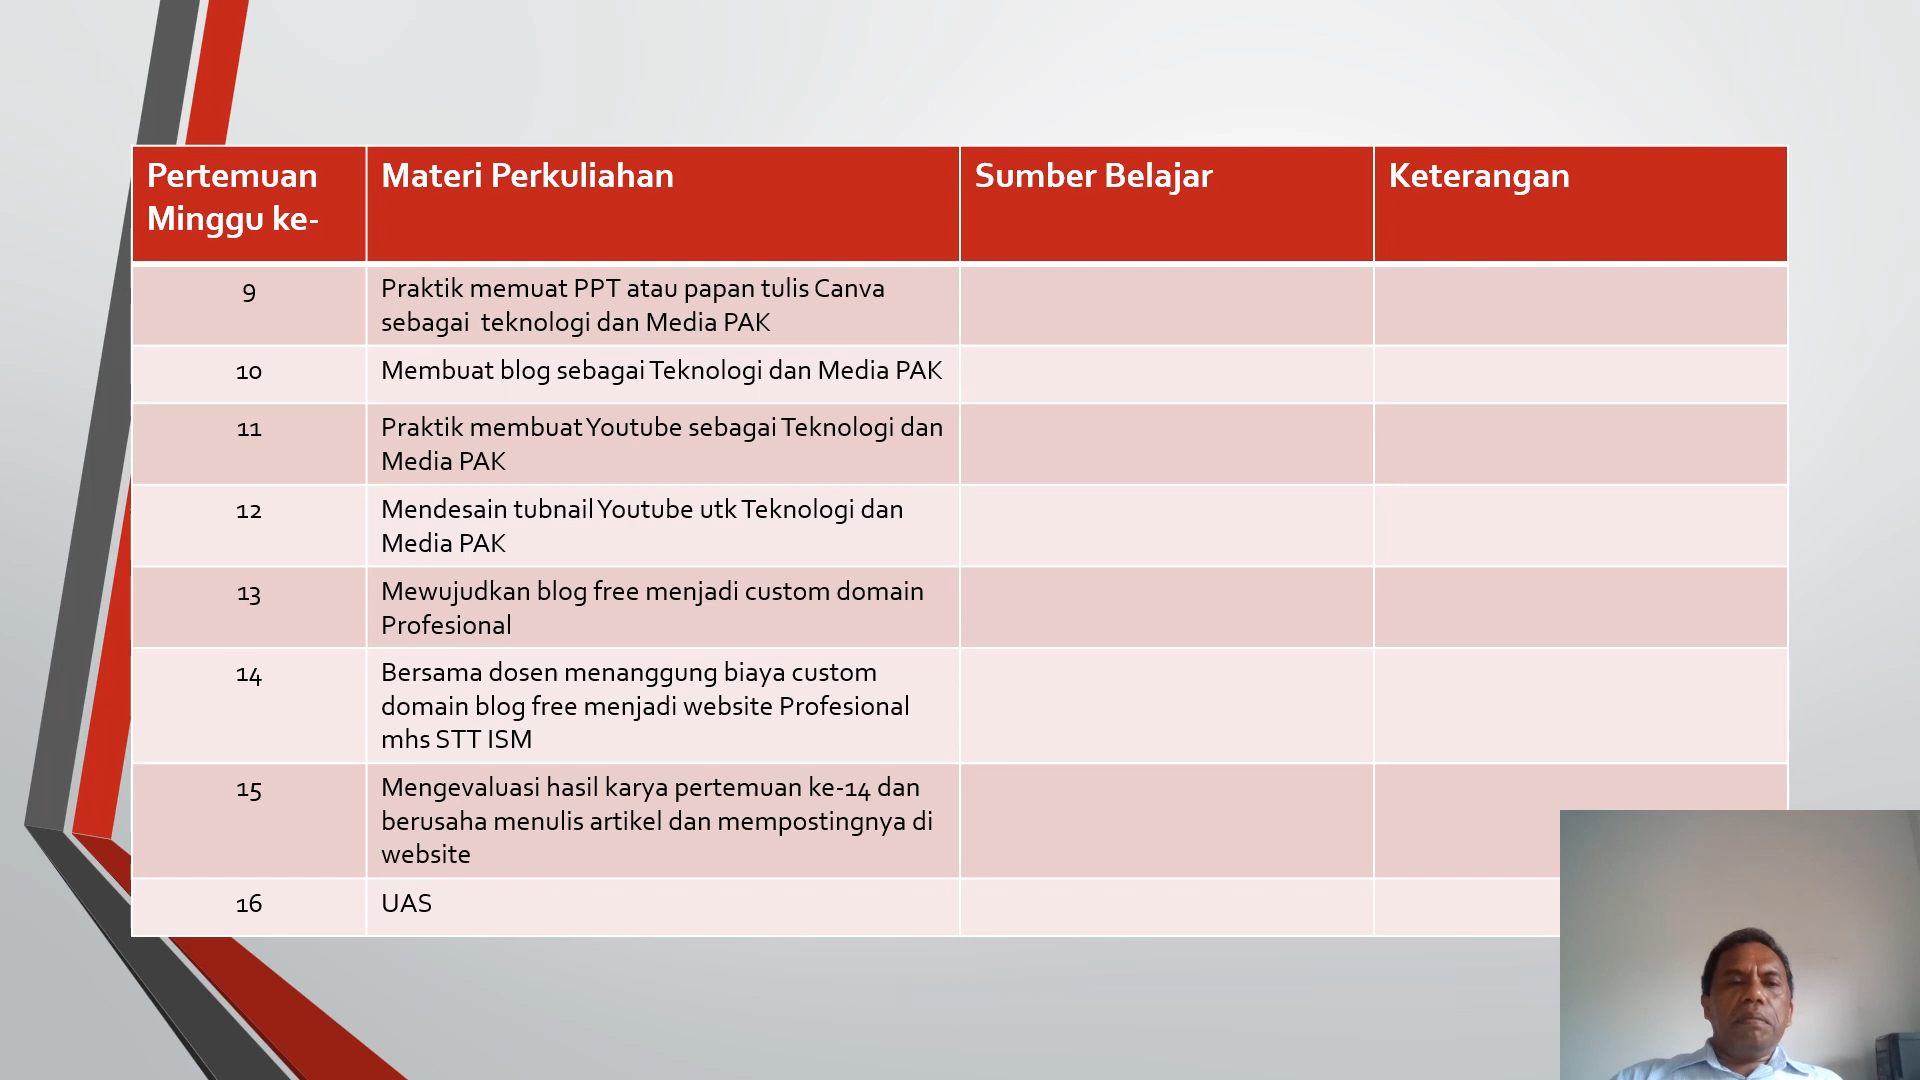 Pertemuan
Minggu ke-
Materi Perkuliahan
Sumber Belajar
Keterangan
9
Praktik memuat PPT atau papan tulis Canva
sebagai teknologi dan Media PAK
10
Membuat blog sebagai Teknologi dan Media PAK
11
Praktik membuat Youtube sebagai Teknologi dan
Media PAK
12
Mendesain tubnail Youtube utk Teknologi dan
Media PAK
13
Mewujudkan blog free menjadi custom domain
Profesional
14
Bersama dosen menanggung biaya custom
domain blog free menjadi website Profesional
mhs STT ISM
15
Mengevaluasi hasil karya pertemuan ke-14 dan
berusaha menulis artikel dan mempostingnya di
website
16
UAS